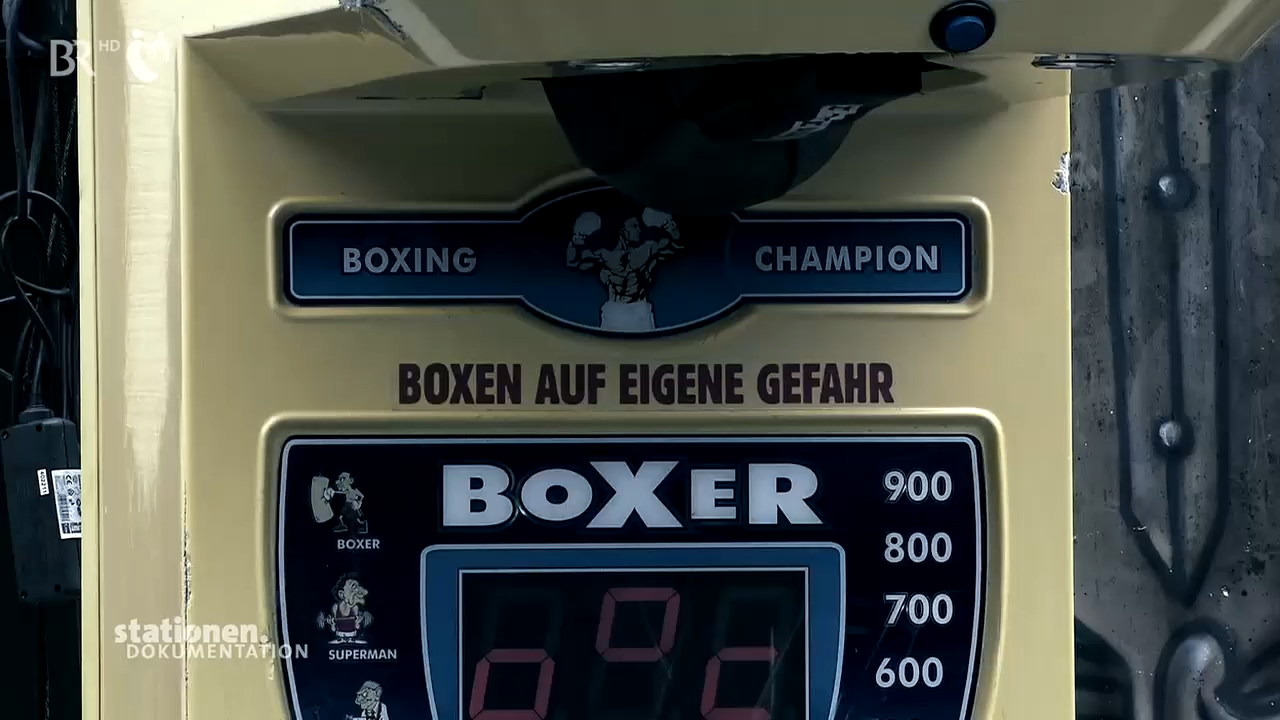 BR HD
BOXING CHAMPION
BOXEN AUF EIGENE GEFAHR
BOXER
900
BOXER
800
700
SUPERMAN
600
stationen.
DOKUMENTATION